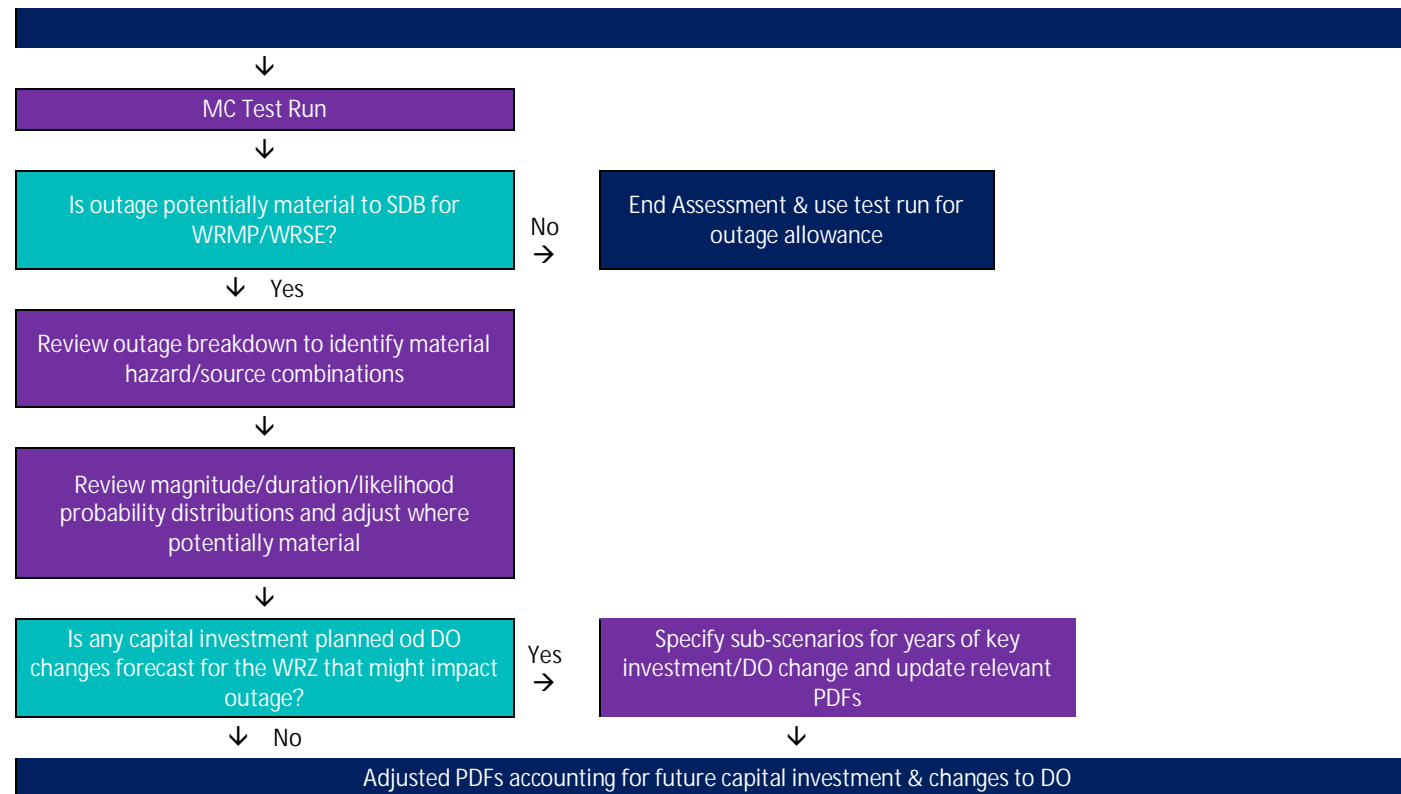 ↓
MC Test Run
↓
Is outage potentially material to SDB for
WRMP/WRSE?
No
→
End Assessment & use test run for
outage allowance
↓ Yes
Review outage breakdown to identify material
hazard/source combinations
↓
Review magnitude/duration/likelihood
probability distributions and adjust where
potentially material
↓
Is any capital investment planned od DO
changes forecast for the WRZ that might impact
outage?
Yes
→
Specify sub-scenarios for years of key
investment/DO change and update relevant
PDFs
↓ No
↓
Adjusted PDFs accounting for future capital investment & changes to DO